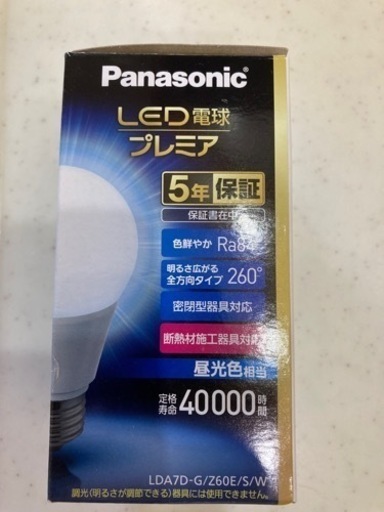 Panasonic
LED電球
プレミア
5年保証
保証書在中
色鮮やか Ra84
明るさ広がる
全方向タイプ 260°
密閉型器具対応
断熱材施工器具対応
昼光色相当
定格
寿命 40000時間
LDA7D-G/Z60E/S/W
調光(明るさが調節できる)器具には使用できません。